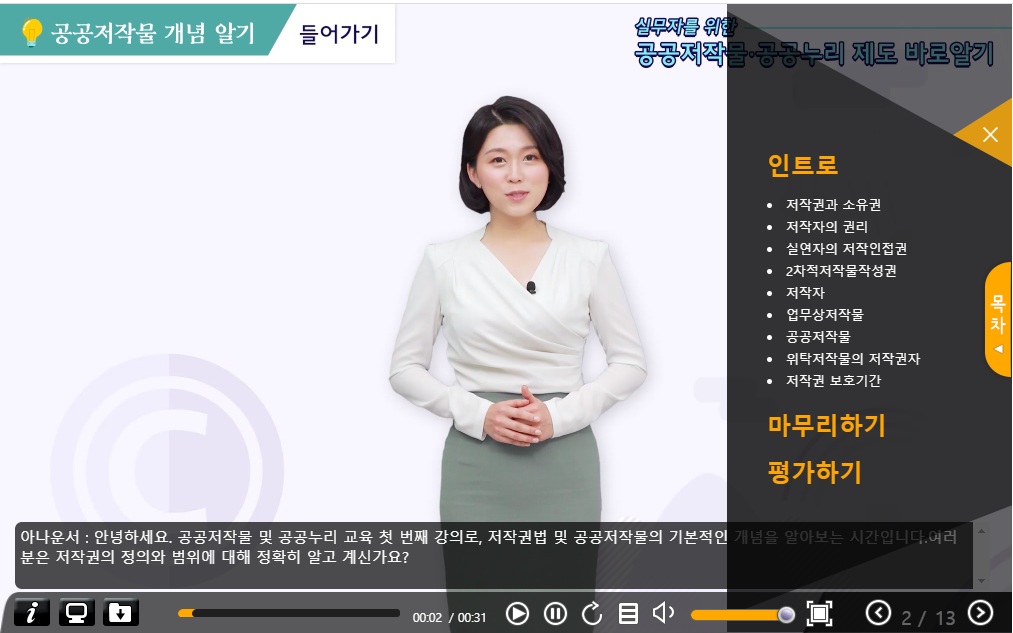 공공저작물 개념 알기
들어가기
실무자를 위한
공공저작물·공공누리 제도 바로알기
인트로
저작권과 소유권
저작자의 권리
실연자의 저작인접권
2차적저작물작성권
저작자
업무상저작물
공공저작물
위탁저작물의 저작권자
저작권 보호기간
마무리하기
평가하기
목차
아나운서 : 안녕하세요. 공공저작물 및 공공누리 교육 첫 번째 강의로, 저작권법 및 공공저작물의 기본적인 개념을 알아보는 시간입니다.여러
분은 저작권의 정의와 범위에 대해 정확히 알고 계신가요?
00:02 / 00:31
2 / 13